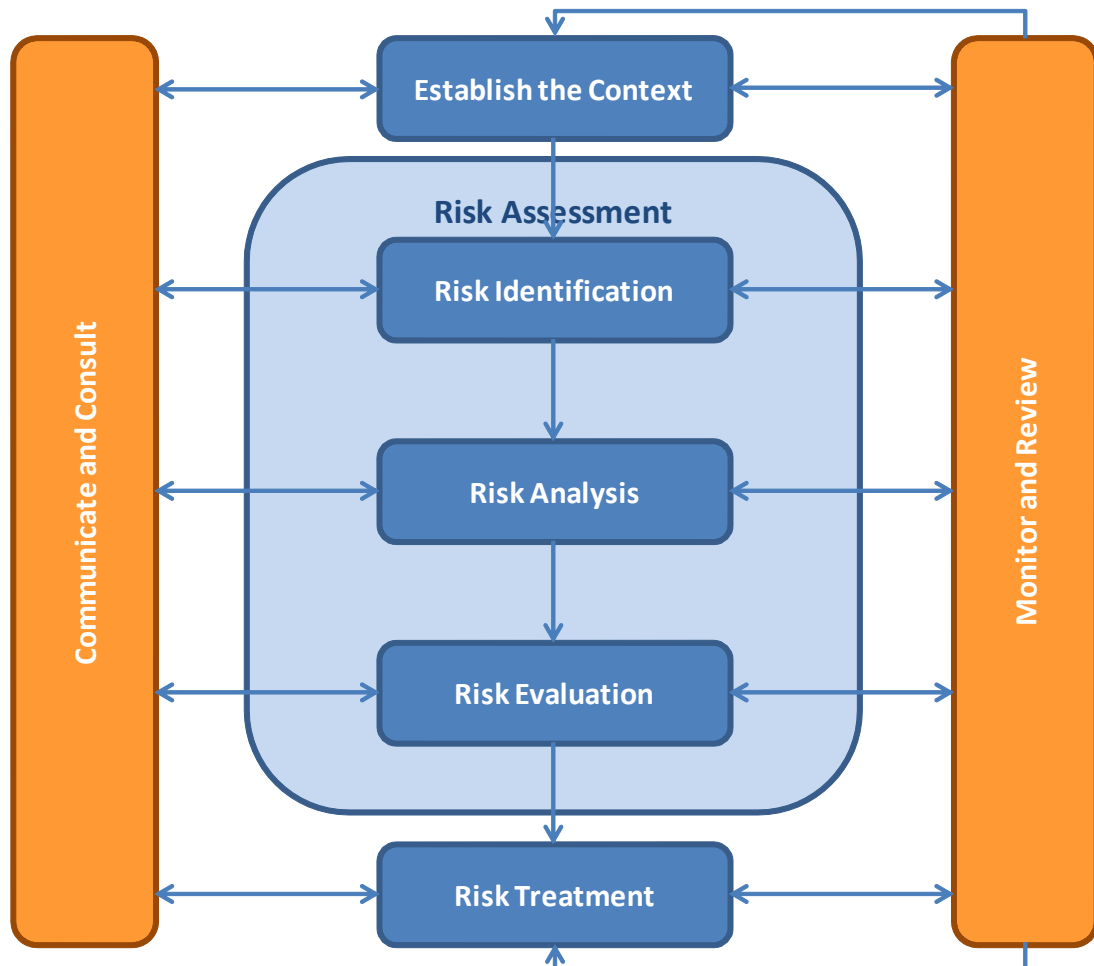 Establish the Context
Risk Assessment
Risk Identification
Risk Analysis
Risk Evaluation
Risk Treatment
Communicate and Consult
Monitor and Review